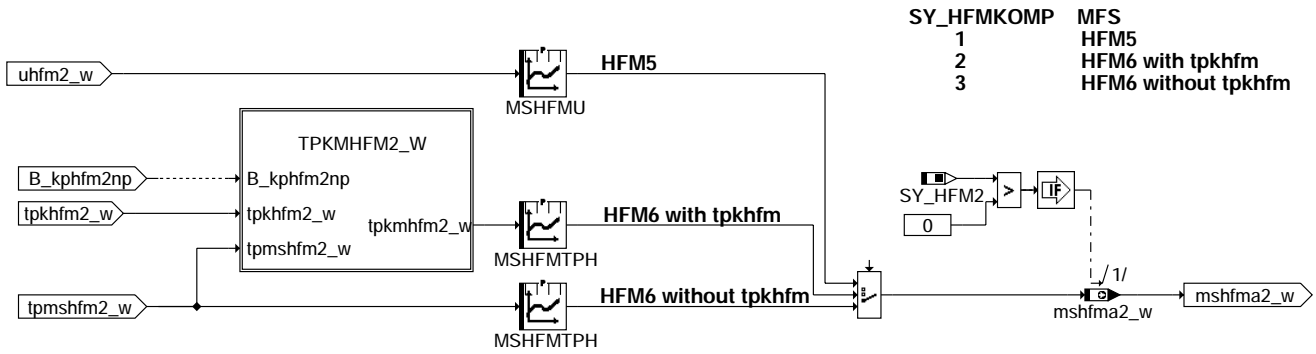 SY_HFMKOMP MFS
1 HFM5
2 HFM6 with tpkhfm
3 HFM6 without tpkhfm
uhfm2_w
P
HFM5
MSHFMU
TPKMHFM2_W
B_kphfm2np
B_kphfm2np
tpkhfm2_w
tpkhfm2_w
tpkmhfm2_w
tpmshfm2_w
P
HFM6 with tpkhfm
MSHFMTPH
SY_HFM2
>
IF
0
tpmshfm2_w
P
HFM6 without tpkhfm
MSHFMTPH
/1/
mshfma2_w
mshfma2_w